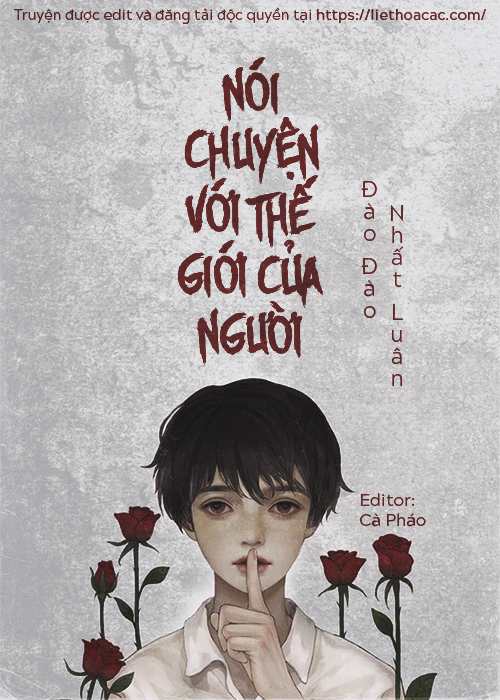 Truyện được edit và đăng tải độc quyền tại https://liethoacac.com/
NÓI
CHUYỆN
VỚI THẾ
GIỚI CỦA
NGƯỜI
Đào Đào
Nhất Luân
Editor:
Cà Pháo